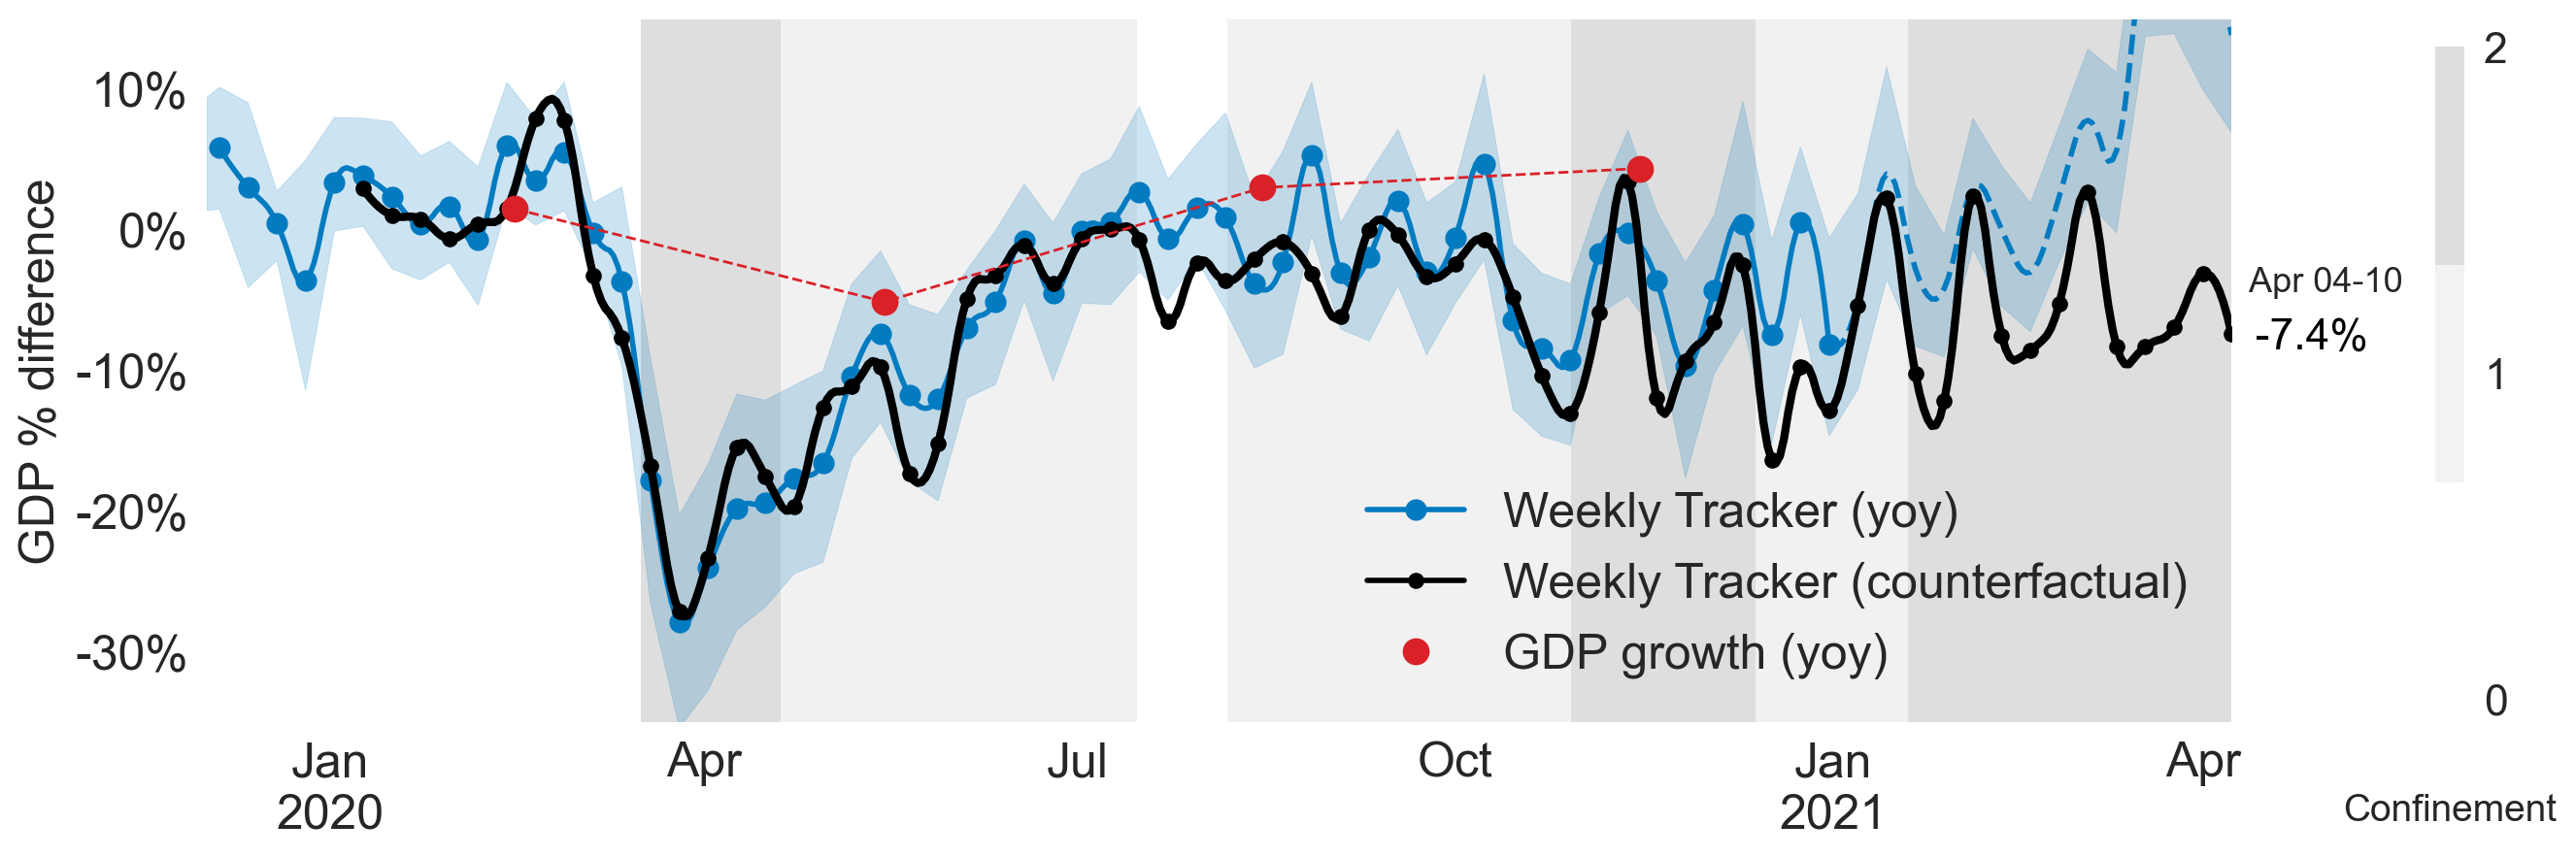 GDP % difference
10%
0%
-10%
-20%
-30%
Weekly Tracker (yoy)
Weekly Tracker (counterfactual)
GDP growth (yoy)
Apr 04-10
-7.4%
2
1
0
Confinement
Jan
2020
Apr
Jul
Oct
Jan
2021
Apr